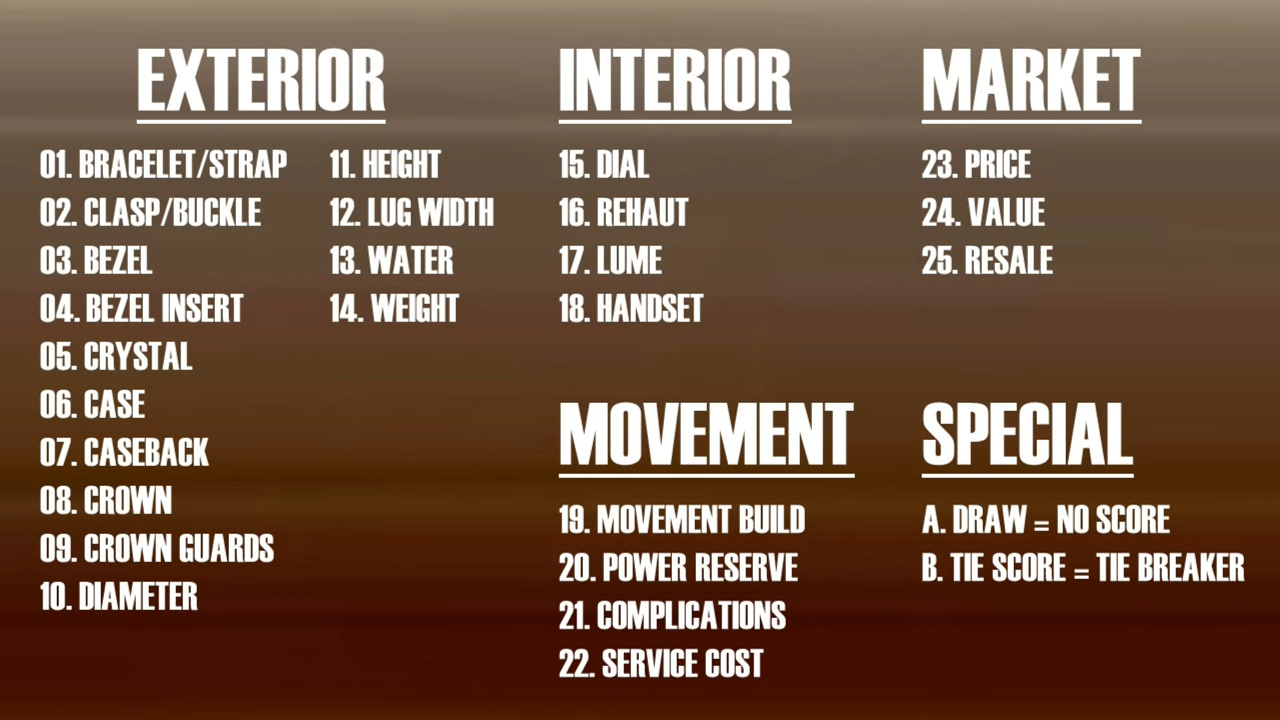 EXTERIOR
01. BRACELET/STRAP
02. CLASP/BUCKLE
03. BEZEL
04. BEZEL INSERT
05. CRYSTAL
06. CASE
07. CASEBACK
08. CROWN
09. CROWN GUARDS
10. DIAMETER
11. HEIGHT
12. LUG WIDTH
13. WATER
14. WEIGHT
INTERIOR
15. DIAL
16. REHAUT
17. LUME
18. HANDSET
MOVEMENT
19. MOVEMENT BUILD
20. POWER RESERVE
21. COMPLICATIONS
22. SERVICE COST
MARKET
23. PRICE
24. VALUE
25. RESALE
SPECIAL
A. DRAW = NO SCORE
B. TIE SCORE = TIE BREAKER